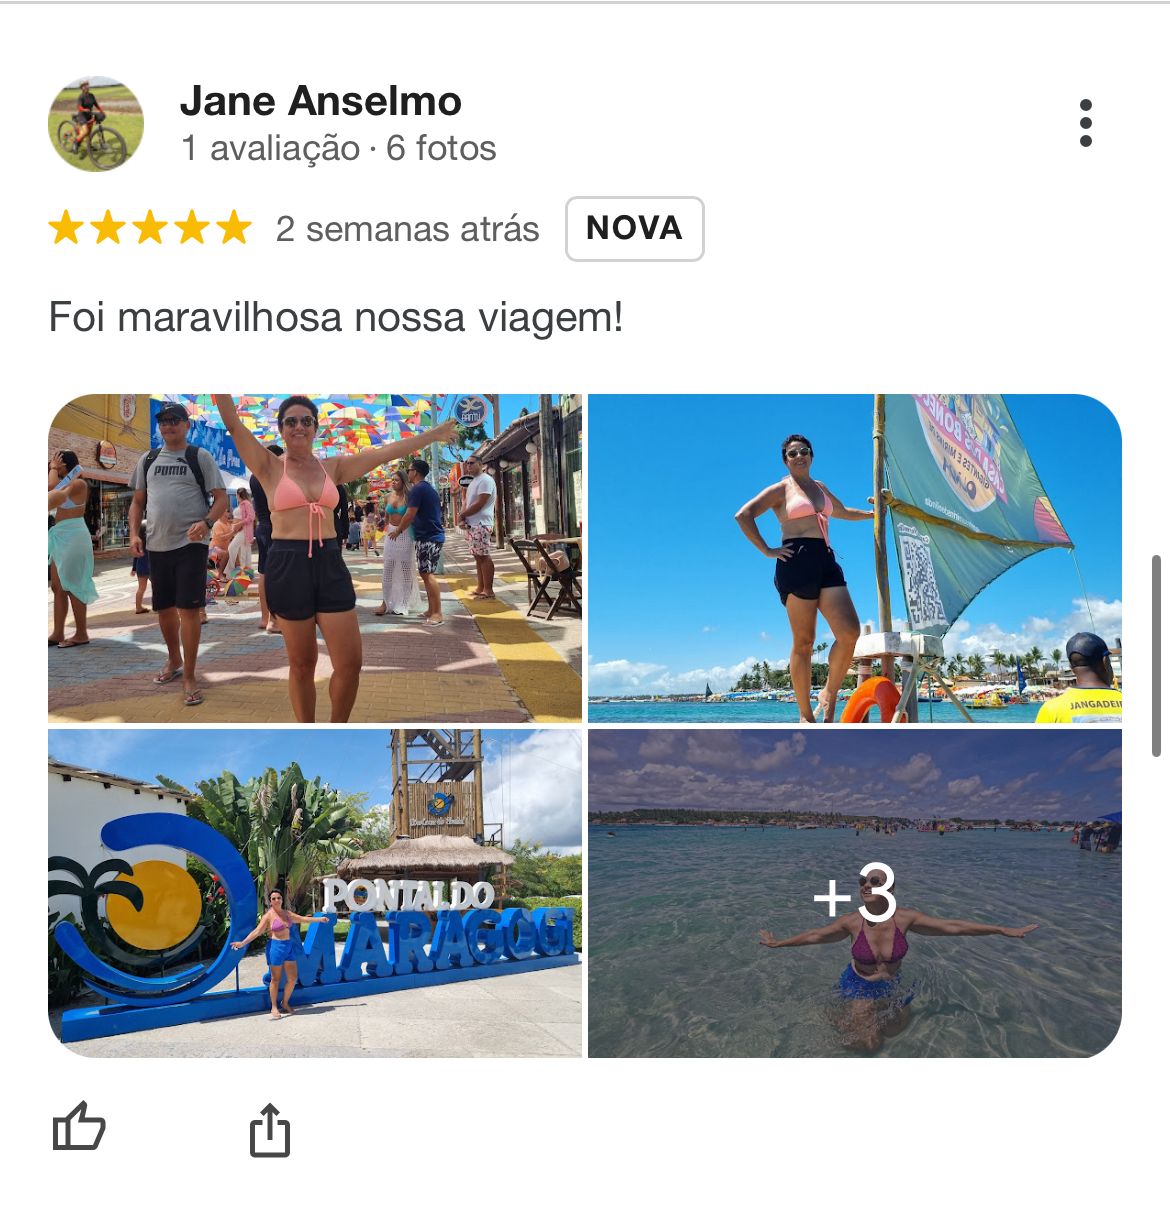 Jane Anselmo
1 avaliação · 6 fotos
2 semanas atrás
NOVA
Foi maravilhosa nossa viagem!
PUMA
JANGADEI
PONTAL DO
MARAGOGI
+3